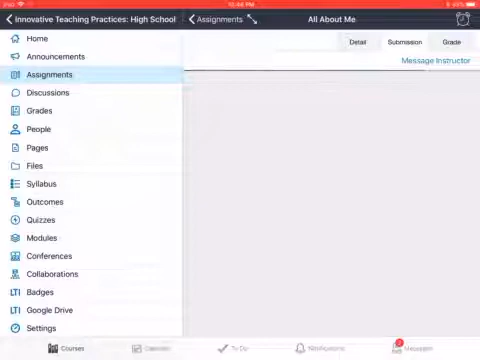 iPad
12:46 PM
Innovative Teaching Practices: High School
Assignments
All About Me
Detail
Submission
Grade
Message Instructor
Home
Announcements
Assignments
Discussions
Grades
People
Pages
Files
Syllabus
Outcomes
Quizzes
Modules
Conferences
Collaborations
LTI Badges
LTI Google Drive
Settings
Courses
Calendar
To Do
Notifications
Messages